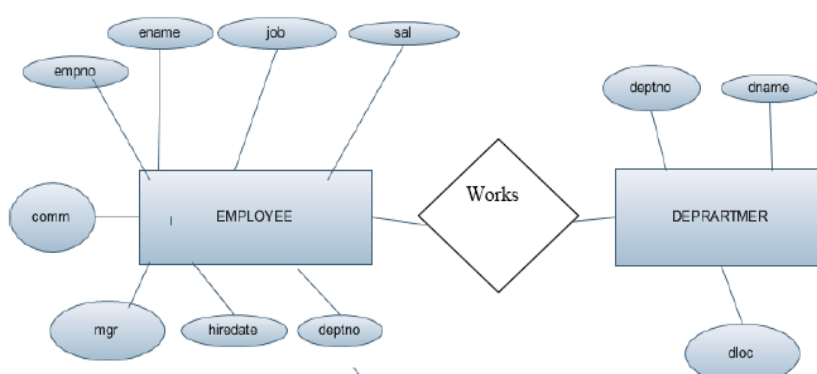 ename
job
sal
empno
deptno
dname
Works
comm
EMPLOYEE
DEPRARTMER
mgr
hiredate
deptno
dloc